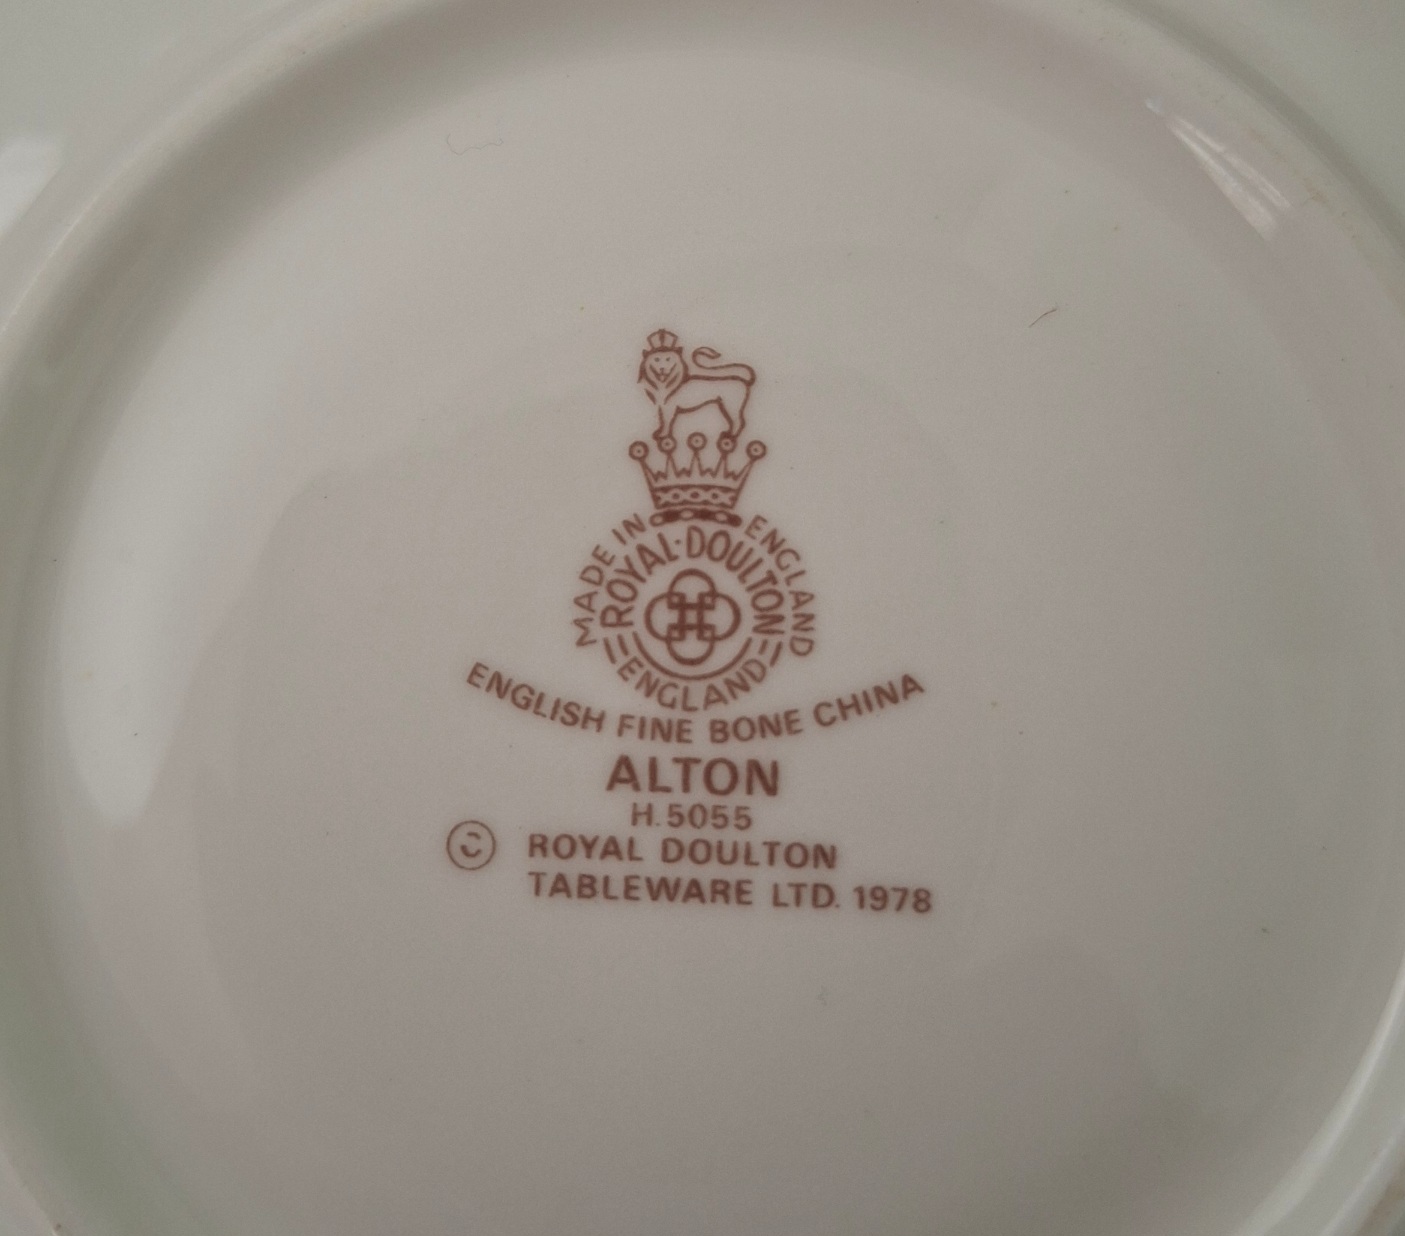 MADE IN ENGLAND
ROYAL·DOULTON
ENGLAND
ENGLISH FINE BONE CHINA
ALTON
H.5055
© ROYAL DOULTON
TABLEWARE LTD. 1978